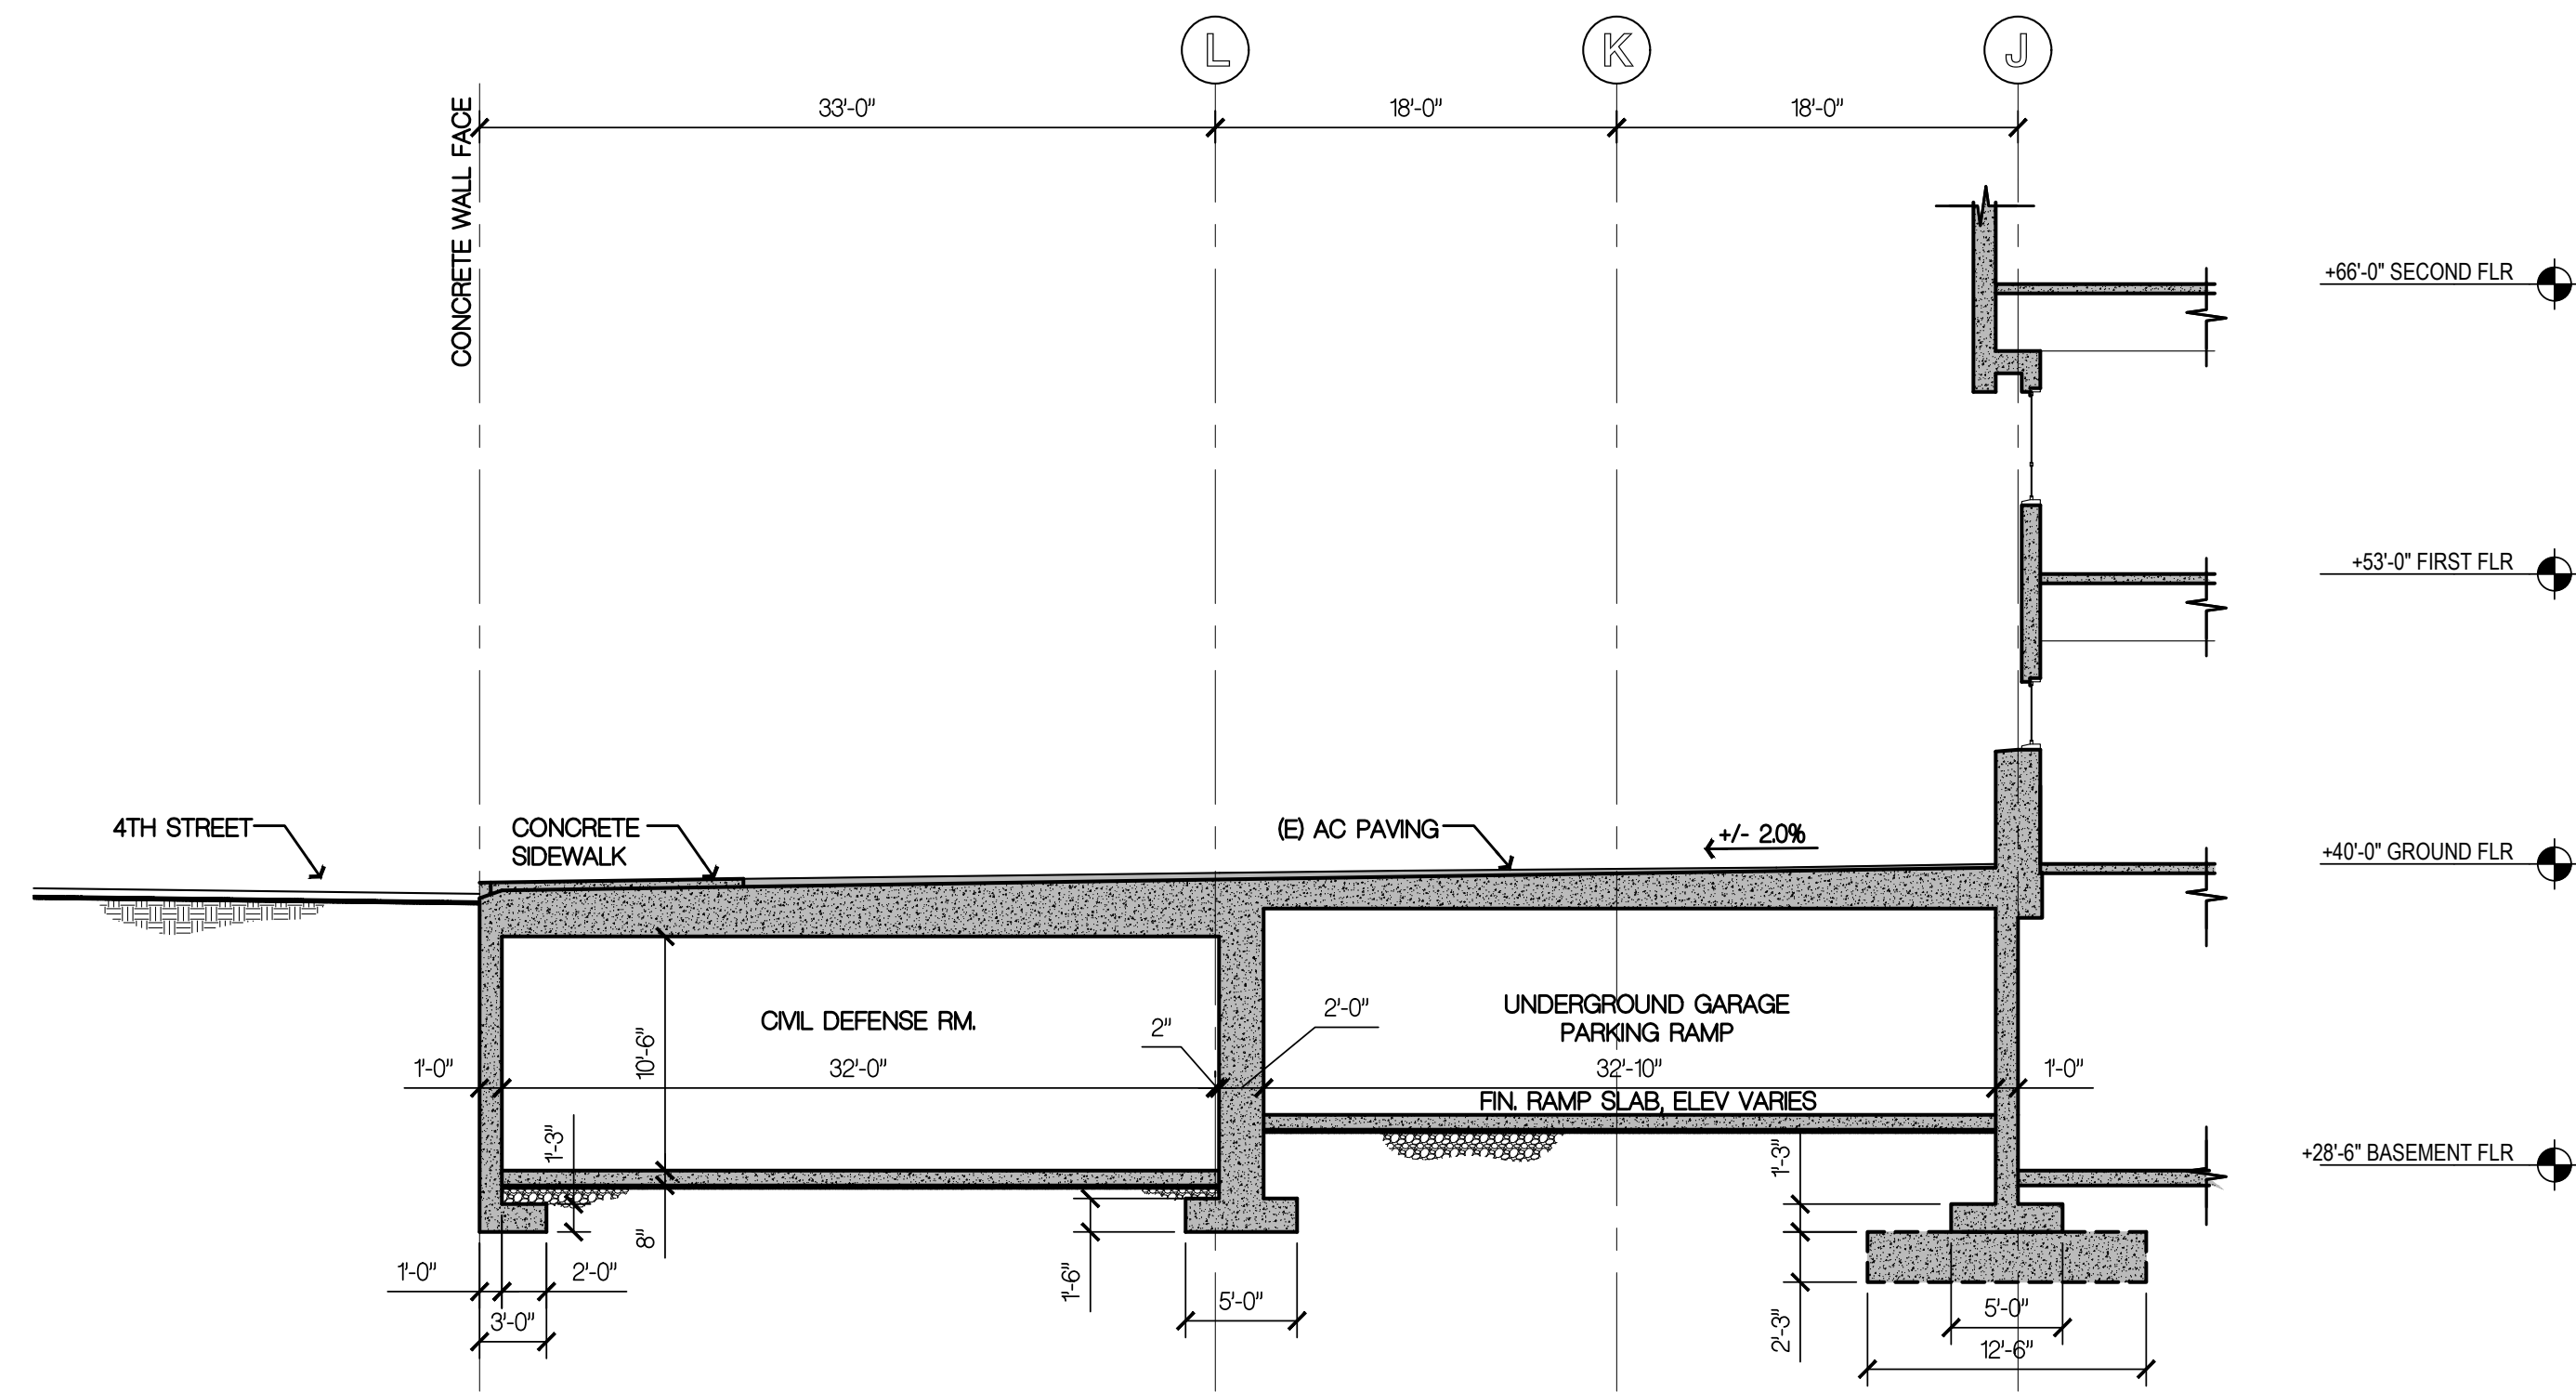 L
K
J
CONCRETE WALL FACE
33'-0"
18'-0"
18'-0"
+66'-0" SECOND FLR
+53'-0" FIRST FLR
4TH STREET
CONCRETE
SIDEWALK
(E) AC PAVING
+/- 2.0%
+40'-0" GROUND FLR
CIVIL DEFENSE RM.
2"
2'-0"
UNDERGROUND GARAGE
PARKING RAMP
1'-0"
32'-0"
10'-6"
32'-10"
1'-0"
FIN. RAMP SLAB, ELEV VARIES
1'-3"
1'-3"
+28'-6" BASEMENT FLR
8"
1'-0"
2'-0"
1'-6"
3'-0"
5'-0"
2'-3"
5'-0"
12'-6"